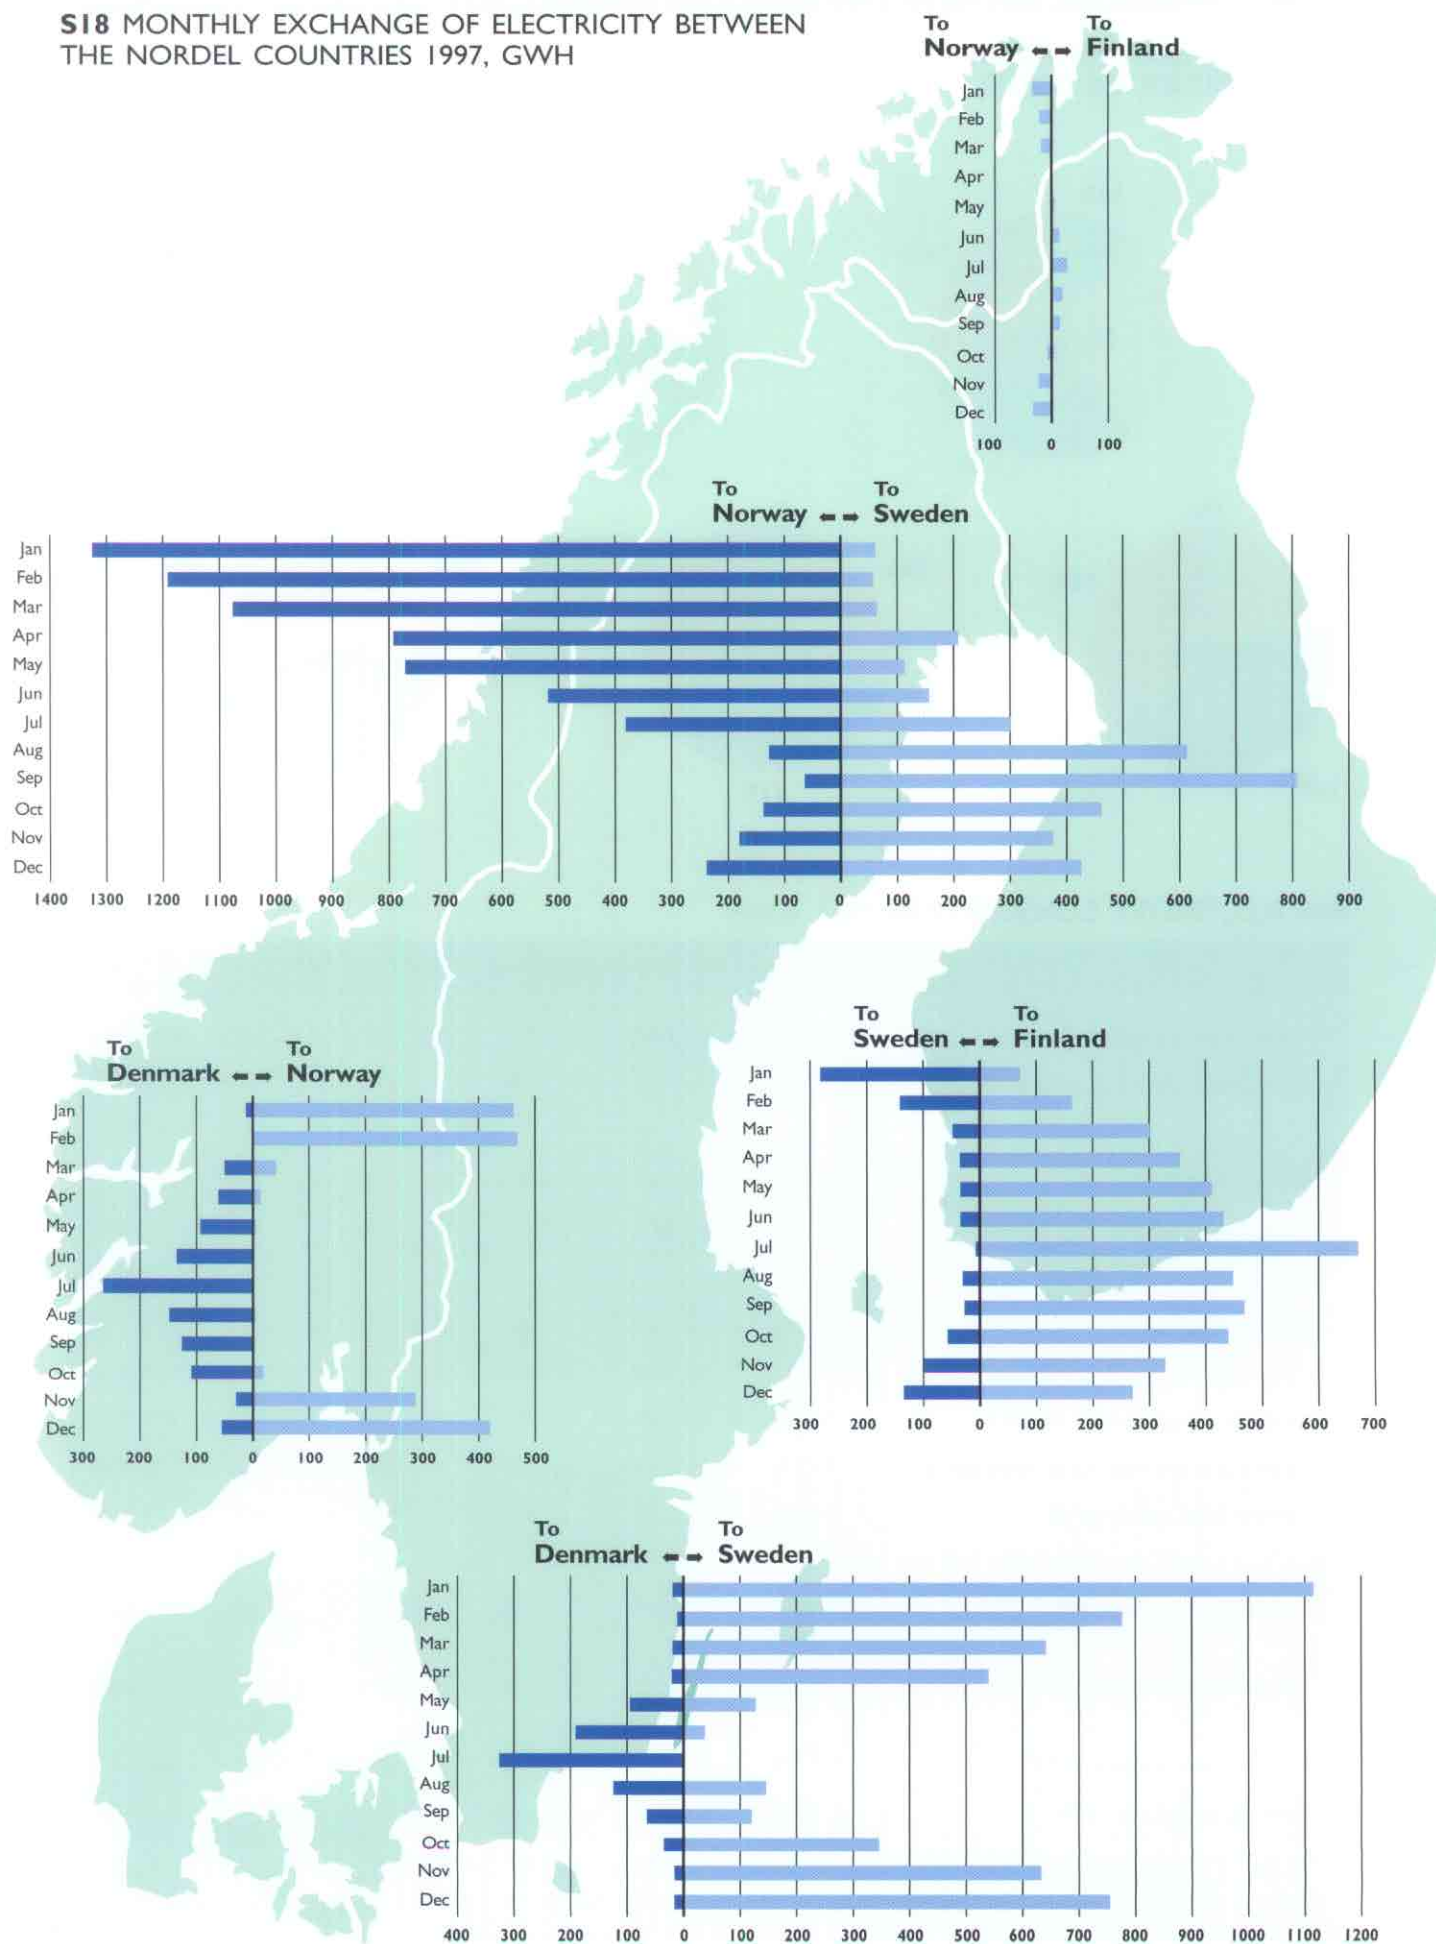 S18 MONTHLY EXCHANGE OF ELECTRICITY BETWEEN
THE NORDEL COUNTRIES 1997, GWH
To To
Norway Finland
Jan
Feb
Mar
Apr
May
Jun
Jul
Aug
Sep
Oct
Nov
Dec
100 0 100
To To
Norway Sweden
Jan
Feb
Mar
Apr
May
Jun
Jul
Aug
Sep
Oct
Nov
Dec
1400 1300 1200 1100 1000 900 800 700 600 500 400 300 200 100 0 100 200 300 400 500 600 700 800 900
To To
Denmark Norway
Jan
Feb
Mar
Apr
May
Jun
Jul
Aug
Sep
Oct
Nov
Dec
300 200 100 0 100 200 300 400 500
To To
Sweden Finland
Jan
Feb
Mar
Apr
May
Jun
Jul
Aug
Sep
Oct
Nov
Dec
300 200 100 0 100 200 300 400 500 600 700
To To
Denmark Sweden
Jan
Feb
Mar
Apr
May
Jun
Jul
Aug
Sep
Oct
Nov
Dec
400 300 200 100 0 100 200 300 400 500 600 700 800 900 1000 1100 1200